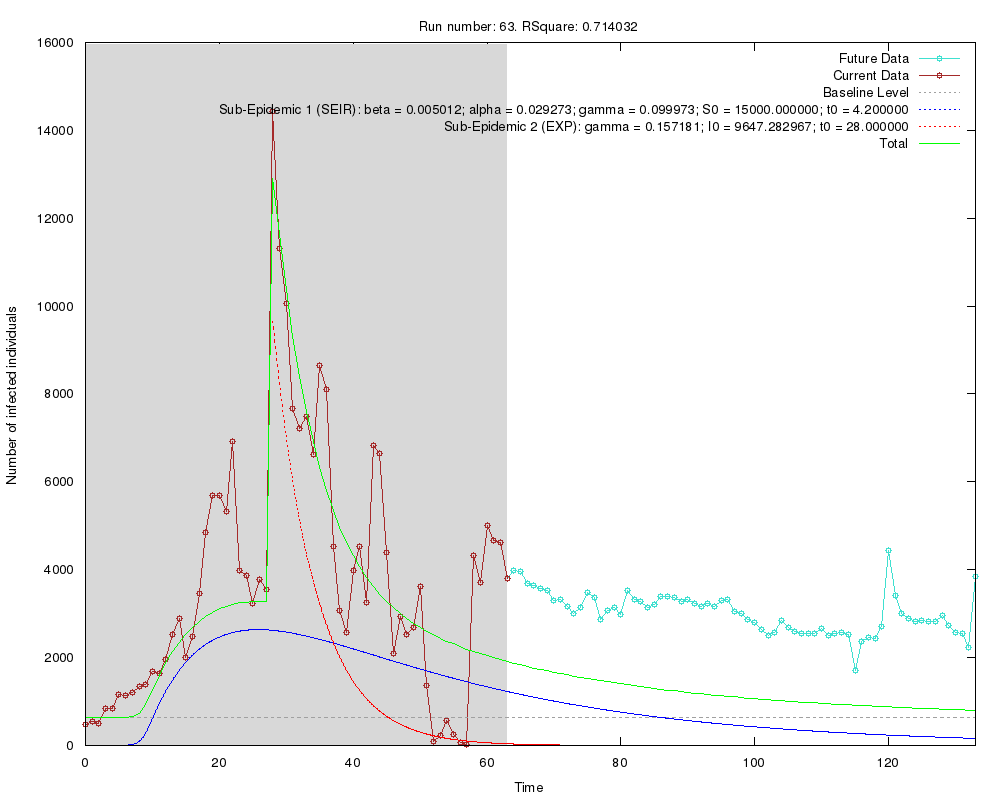 Run number: 63. RSquare: 0.714032
16000
14000
12000
10000
8000
6000
4000
2000
0
Number of infected individuals
Future Data
Current Data
Baseline Level
Sub-Epidemic 1 (SEIR): beta = 0.005012; alpha = 0.029273; gamma = 0.099973; S0 = 15000.000000; t0 = 4.200000
Sub-Epidemic 2 (EXP): gamma = 0.157181; I0 = 9647.282967; t0 = 28.000000
Total
0 20 40 60 80 100 120
Time